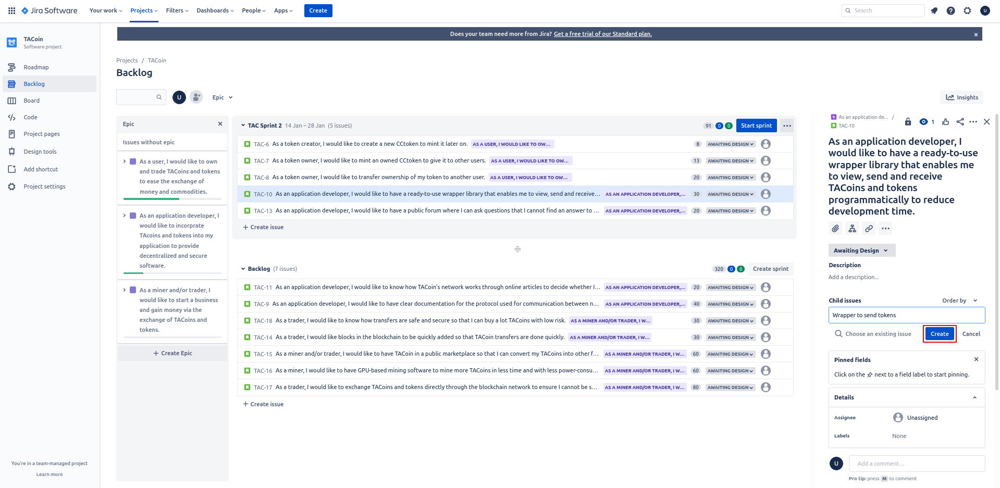 Jira Software
Your work
Projects
Filters
Dashboards
People
Apps
Create
Search
U
TACoin
Software project
Roadmap
Backlog
Board
Code
Project pages
Design tools
Add shortcut
Project settings
You're in a team-managed project
Learn more
Does your team need more from Jira? Get a free trial of our Standard plan.
Projects / TACoin
Backlog
U
Epic
Insights
Epic
Issues without epic
As a user, I would like to own
and trade TACoins and tokens
to ease the exchange of
money and commodities.
As an application developer, I
would like to incorprate
TAcoins and tokens into my
application to provide
decentralized and secure
software.
As a miner and/or trader, I
would like to start a business
and gain money via the
exchange of TACoins and
tokens.
+ Create Epic
TAC Sprint 2 14 Jan – 28 Jan (5 issues)
91 0 0 Start sprint
TAC-6 As a token creator, I would like to create a new CCtoken to mint it later on. AS A USER, I WOULD LIKE TO OW... 8 AWAITING DESIGN
TAC-7 As a token owner, I would like to mint an owned CCtoken to give it to other users. AS A USER, I WOULD LIKE TO OW... 13 AWAITING DESIGN
TAC-8 As a token owner, I would like to transfer ownership of my token to another user. AS A USER, I WOULD LIKE TO OW... 20 AWAITING DESIGN
TAC-10 As an application developer, I would like to have a ready-to-use wrapper library that enables me to view, send and receive... AS AN APPLICATION DEVELOPER,... 30 AWAITING DESIGN
TAC-13 As an application developer, I would like to have a public forum where I can ask questions that I cannot find an answer to ... AS AN APPLICATION DEVELOPER,... 20 AWAITING DESIGN
+ Create issue
Backlog (7 issues)
320 0 0 Create sprint
TAC-11 As an application developer, I would like to know how TACoin's network works through online articles to decide whether I... AS AN APPLICATION DEVELOPER,... 20 AWAITING DESIGN
TAC-9 As an application developer, I would like to have clear documentation for the protocol used for communication between n... AS AN APPLICATION DEVELOPER,... 40 AWAITING DESIGN
TAC-18 As a trader, I would like to know how transfers are safe and secure so that I can buy a lot TACoins with low risk. AS A MINER AND/OR TRADER, I W... 30 AWAITING DESIGN
TAC-14 As a trader, I would like blocks in the blockchain to be quickly added so that TACoin transfers are done quickly. AS A MINER AND/OR TRADER, I W... 30 AWAITING DESIGN
TAC-15 As a miner and/or trader, I would like to have TACoin in a public marketplace so that I can convert my TACoins into other f... AS A MINER AND/OR TRADER, I W... 60 AWAITING DESIGN
TAC-16 As a miner, I would like to have GPU-based mining software to mine more TACoins in less time and with less power-consu... AS A MINER AND/OR TRADER, I W... 60 AWAITING DESIGN
TAC-17 As a trader, I would like to exchange TACoins and tokens directly through the blockchain network to ensure I cannot be s... AS A MINER AND/OR TRADER, I W... 80 AWAITING DESIGN
+ Create issue
As an application de... /
TAC-10
1
As an application developer, I
would like to have a ready-to-use
wrapper library that enables me
to view, send and receive
TACoins and tokens
programmatically to reduce
development time.
Awaiting Design
Description
Add a description...
Child issues
Order by
Wrapper to send tokens
Choose an existing issue
Create
Cancel
Pinned fields
Click on the next to a field label to start pinning.
Details
Assignee
Unassigned
Labels
None
U
Add a comment...
Pro tip: press M to comment